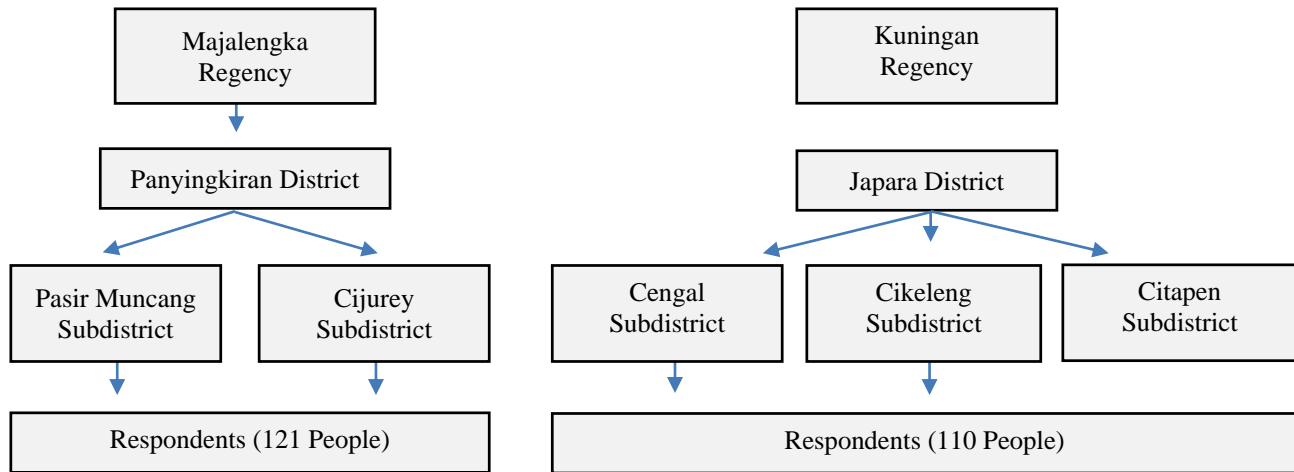 Majalengka
Regency
Kuningan
Regency
Panyingkiran District
Japara District
Pasir Muncang
Subdistrict
Cijurey
Subdistrict
Cengal
Subdistrict
Cikeleng
Subdistrict
Citapen
Subdistrict
Respondents (121 People)
Respondents (110 People)